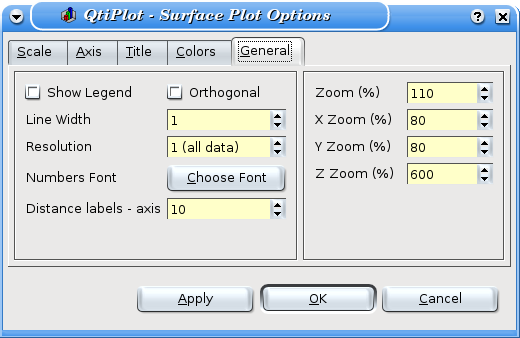 QtiPlot - Surface Plot Options
Scale Axis Title Colors General
Show Legend Orthogonal
Line Width 1
Resolution 1 (all data)
Numbers Font Choose Font
Distance labels - axis 10
Zoom (%) 110
X Zoom (%) 80
Y Zoom (%) 80
Z Zoom (%) 600
Apply OK Cancel